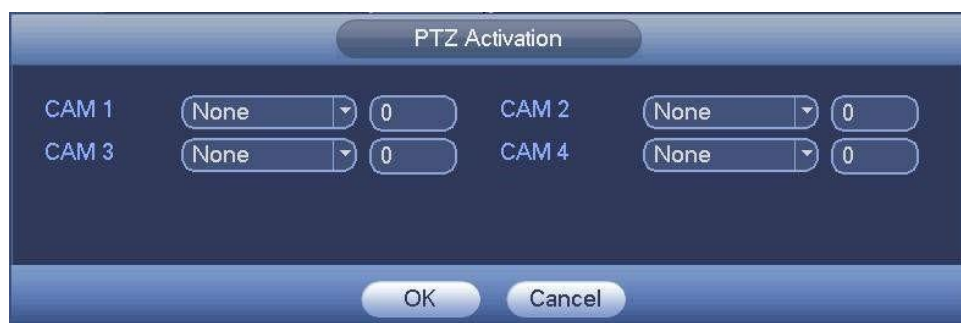 PTZ Activation
CAM 1 None 0 CAM 2 None 0
CAM 3 None 0 CAM 4 None 0
OK Cancel